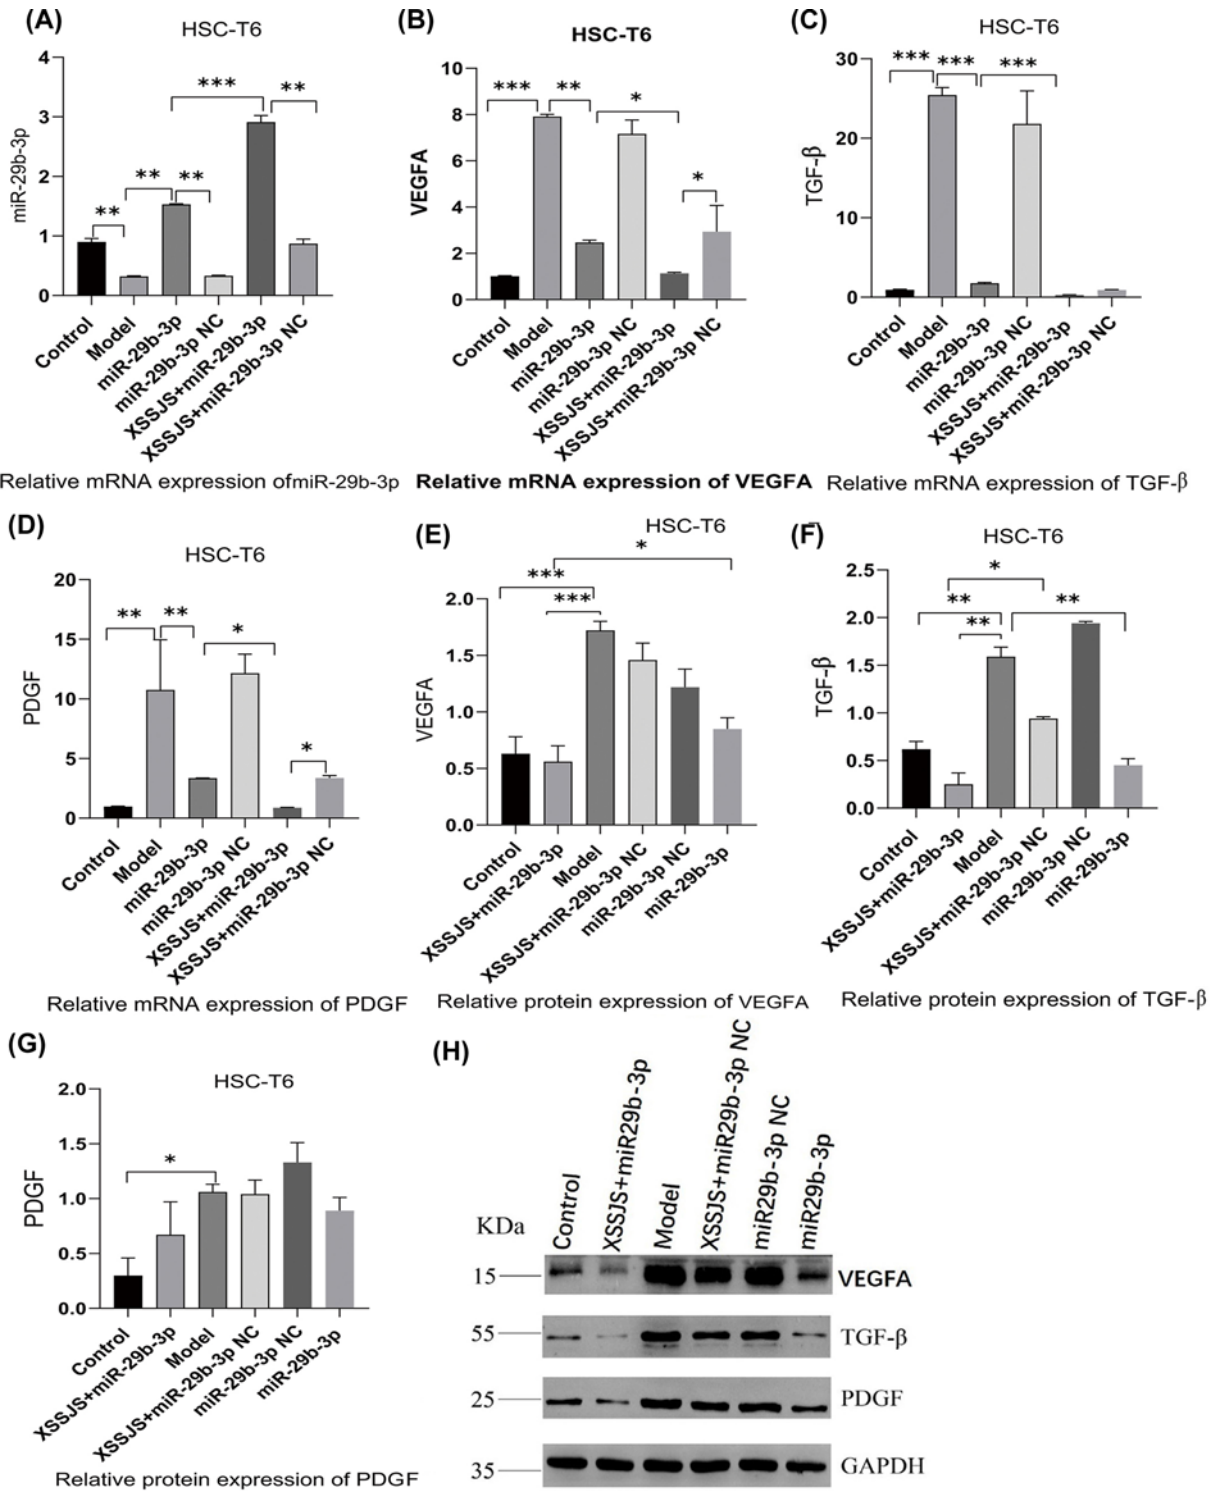 (A)
HSC-T6
miR-29b-3p
4
3
2
1
0
**
**
**
***
**
Control
Model
miR-29b-3p
miR-29b-3p NC
XSSJS+miR-29b-3p
XSSJS+miR-29b-3p NC
Relative mRNA expression ofmiR-29b-3p
(B)
HSC-T6
VEGFA
10
8
6
4
2
0
***
**
*
*
Control
Model
miR-29b-3p
miR-29b-3p NC
XSSJS+miR-29b-3p
XSSJS+miR-29b-3p NC
Relative mRNA expression of VEGFA
(C)
HSC-T6
TGF-β
30
20
10
0
***
***
***
Control
Model
miR-29b-3p
miR-29b-3p NC
XSSJS+miR-29b-3p
XSSJS+miR-29b-3p NC
Relative mRNA expression of TGF-β
(D)
HSC-T6
PDGF
20
15
10
5
0
**
**
*
*
Control
Model
miR-29b-3p
miR-29b-3p NC
XSSJS+miR-29b-3p
XSSJS+miR-29b-3p NC
Relative mRNA expression of PDGF
(E)
HSC-T6
VEGFA
2.0
1.5
1.0
0.5
0.0
*
***
***
Control
XSSJS+miR-29b-3p
Model
XSSJS+miR-29b-3p NC
miR-29b-3p NC
miR-29b-3p
Relative protein expression of VEGFA
(F)
HSC-T6
TGF-β
2.5
2.0
1.5
1.0
0.5
0.0
*
**
**
**
Control
XSSJS+miR-29b-3p
Model
XSSJS+miR-29b-3p NC
miR-29b-3p NC
miR-29b-3p
Relative protein expression of TGF-β
(G)
HSC-T6
PDGF
2.0
1.5
1.0
0.5
0.0
*
Control
XSSJS+miR-29b-3p
Model
XSSJS+miR-29b-3p NC
miR-29b-3p NC
miR-29b-3p
Relative protein expression of PDGF
(H)
KDa
Control
XSSJS+miR29b-3p
Model
XSSJS+miR29b-3p NC
miR29b-3p NC
miR29b-3p
15
VEGFA
55
TGF-β
25
PDGF
35
GAPDH